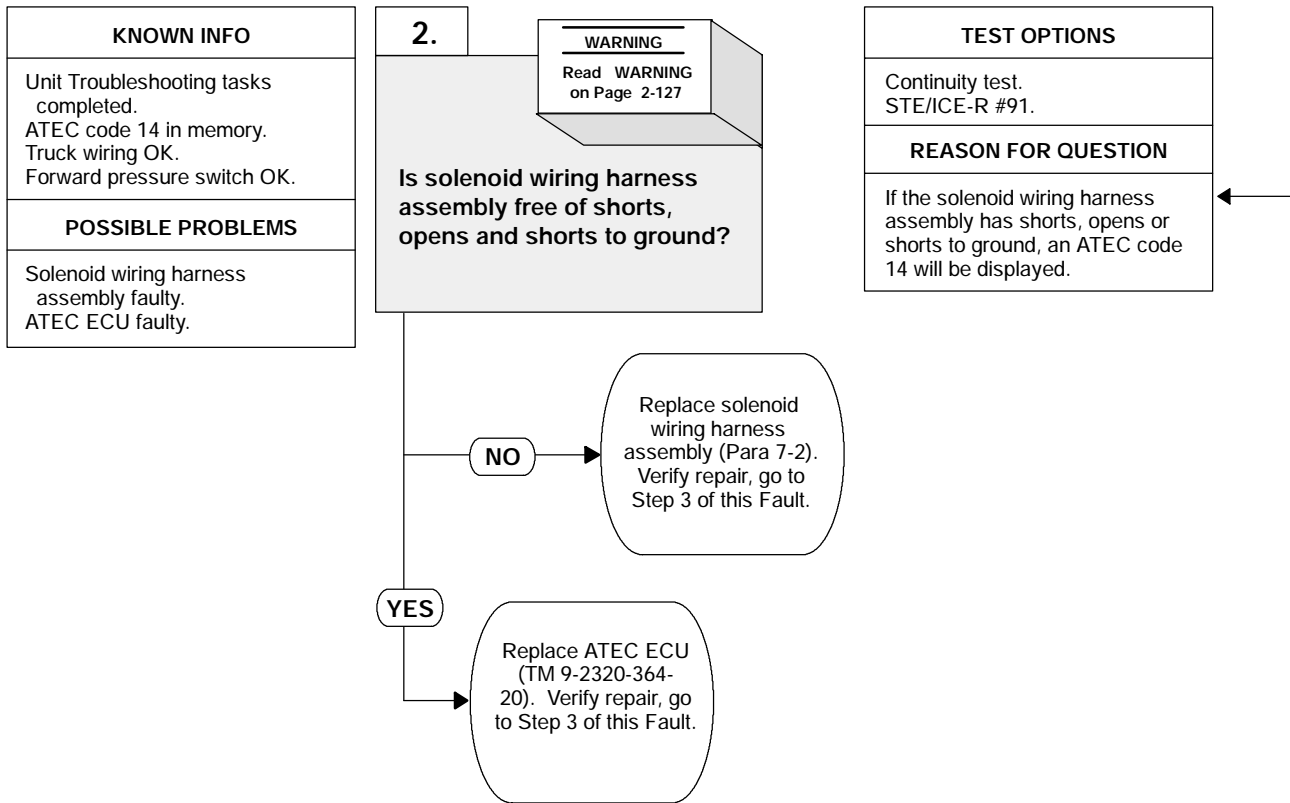 KNOWN INFO
Unit Troubleshooting tasks
completed.
ATEC code 14 in memory.
Truck wiring OK.
Forward pressure switch OK.
POSSIBLE PROBLEMS
Solenoid wiring harness
assembly faulty.
ATEC ECU faulty.
2.
WARNING
Read WARNING
on Page 2-127
Is solenoid wiring harness
assembly free of shorts,
opens and shorts to ground?
TEST OPTIONS
Continuity test.
STE/ICE-R #91.
REASON FOR QUESTION
If the solenoid wiring harness
assembly has shorts, opens or
shorts to ground, an ATEC code
14 will be displayed.
NO
Replace solenoid
wiring harness
assembly (Para 7-2).
Verify repair, go to
Step 3 of this Fault.
YES
Replace ATEC ECU
(TM 9-2320-364-
20). Verify repair, go
to Step 3 of this Fault.